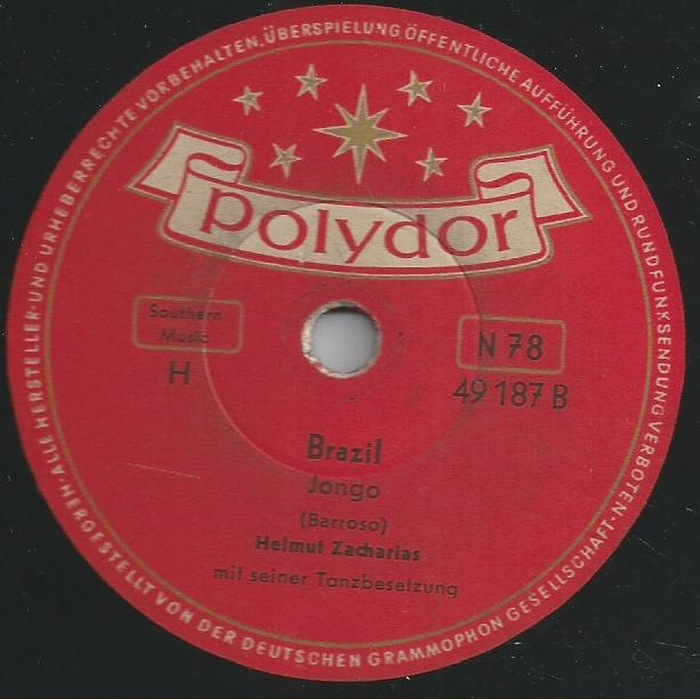 ALLE HERSTELLER- UND URHEBERRECHTE VORBEHALTEN. ÜBERSPIELUNG, ÖFFENTLICHE AUFFÜHRUNG UND RUNDFUNKSENDUNG VERBOTEN.
polydor
Southern
Music
H
N 78
49 187 B
Brazil
Jongo
(Barroso)
Helmut Zacharias
mit seiner Tanzbesetzung
HERGESTELLT VON DER DEUTSCHEN GRAMMOPHON GESELLSCHAFT